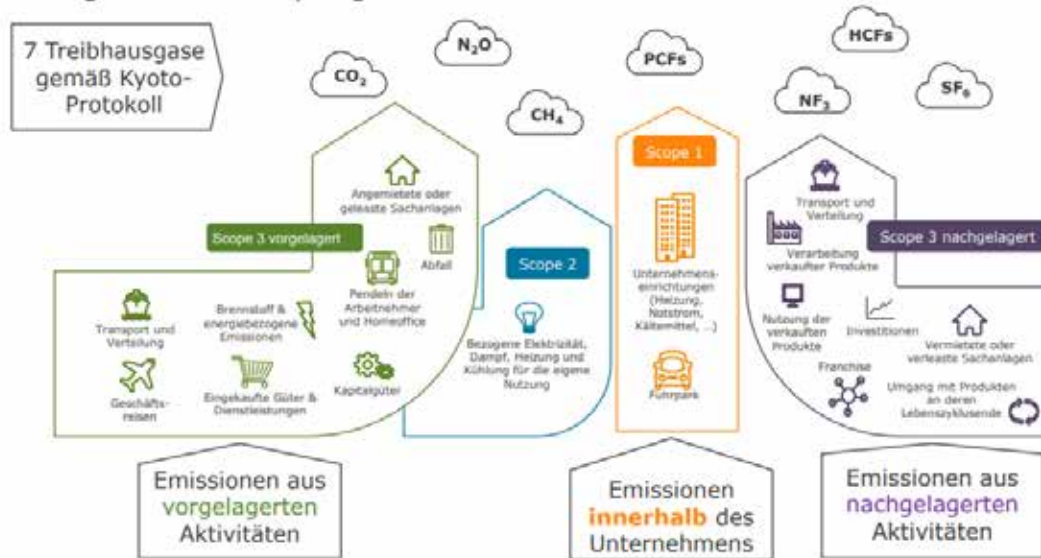 7 Treibhausgase
gemäß Kyoto-
Protokoll
CO₂
N₂O
CH₄
PCFs
HCFs
NF₃
SF₆
Scope 3 vorgelagert
Angemietete oder
geleaste Sachanlagen
Abfall
Pendeln der
Arbeitnehmer
und Homeoffice
Transport und
Verteilung
Brennstoff &
energiebezogene
Emissionen
Geschäfts-
reisen
Eingekaufte Güter &
Dienstleistungen
Kapitalgüter
Scope 2
Bezogene Elektrizität,
Dampf, Heizung und
Kühlung für die eigene
Nutzung
Scope 1
Unternehmens
einrichtungen
(Heizung,
Notstrom,
Kältemittel, ...)
Fuhrpark
Scope 3 nachgelagert
Transport und
Verteilung
Verarbeitung
verkaufter Produkte
Nutzung der
verkauften
Produkte
Investitionen
Vermietete oder
verleaste Sachanlagen
Franchise
Umgang mit Produkten
an deren
Lebenszyklusende
Emissionen aus
vorgelagerten
Aktivitäten
Emissionen
innerhalb des
Unternehmens
Emissionen aus
nachgelagerten
Aktivitäten